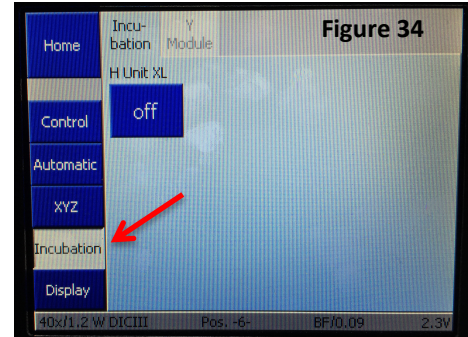 Figure 34
Home
Incu-
bation
Y
Module
H Unit XL
off
Control
Automatic
XYZ
Incubation
Display
40x/1.2 W DICIII Pos. -6- BF/0.09 2.3V